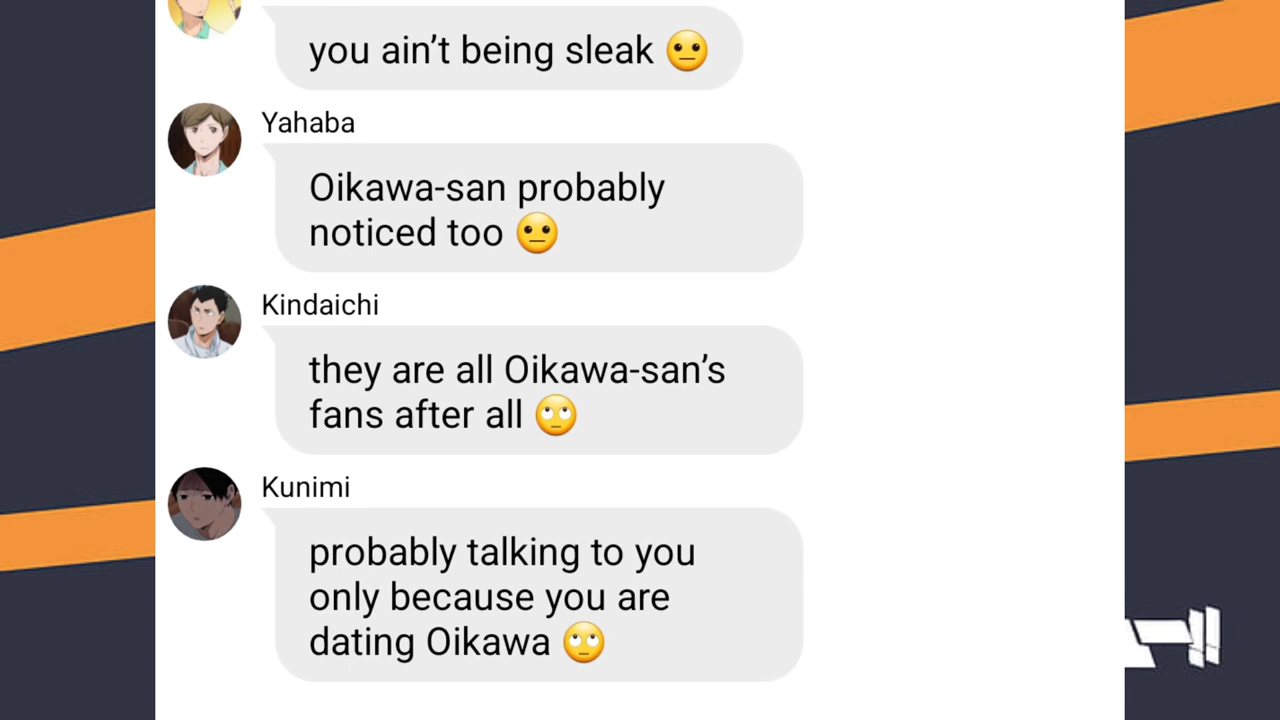 you ain’t being sleak 😐
Yahaba
Oikawa-san probably
noticed too 😐
Kindaichi
they are all Oikawa-san’s
fans after all 🙄
Kunimi
probably talking to you
only because you are
dating Oikawa 🙄